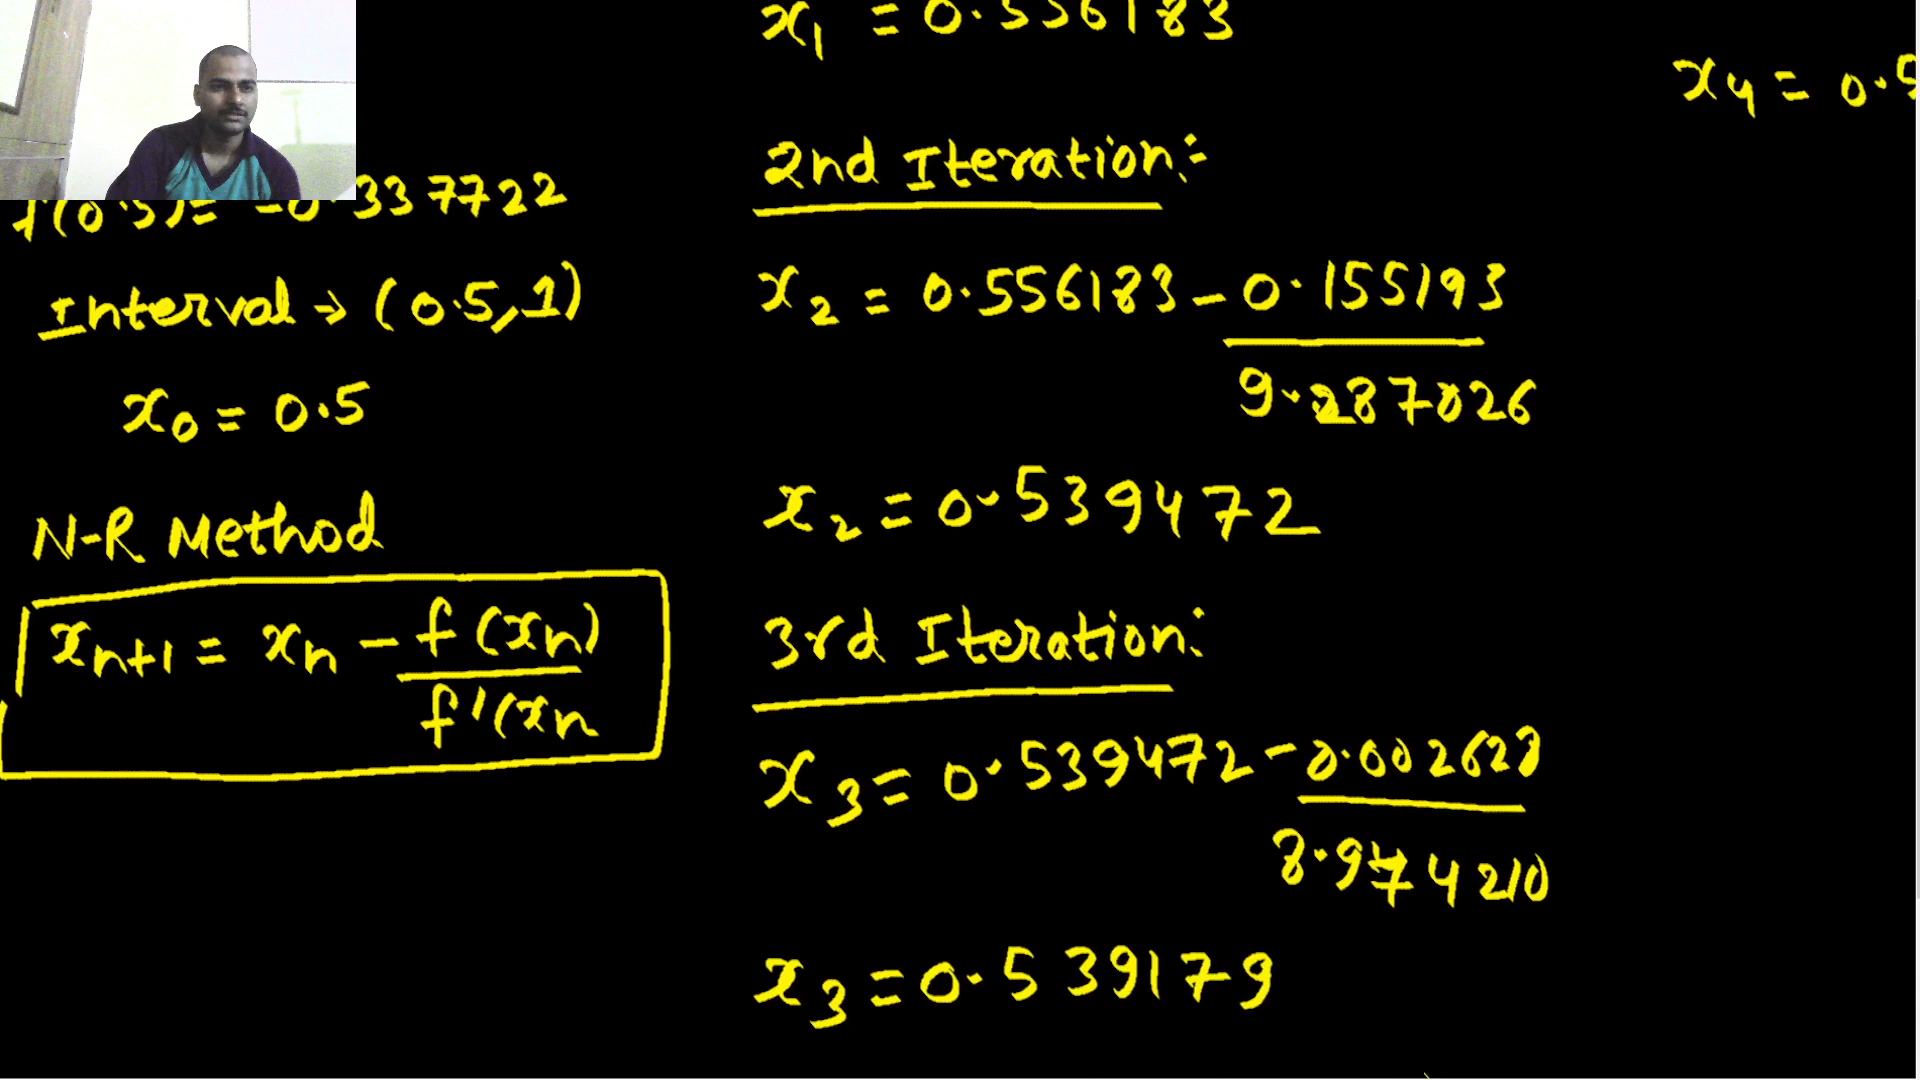 f(0.5)= -0.337722
Interval → (0.5, 1)
x₀ = 0.5
N-R Method
xₙ₊₁ = xₙ - f(xₙ)
f'(xₙ
x₁ = 0.556183
2nd Iteration:-
x₂ = 0.556183 - 0.155193
9.287026
x₂ = 0.539472
3rd Iteration:
x₃ = 0.539472 - 0.002628
8.974210
x₃ = 0.539179
x₄ = 0.5